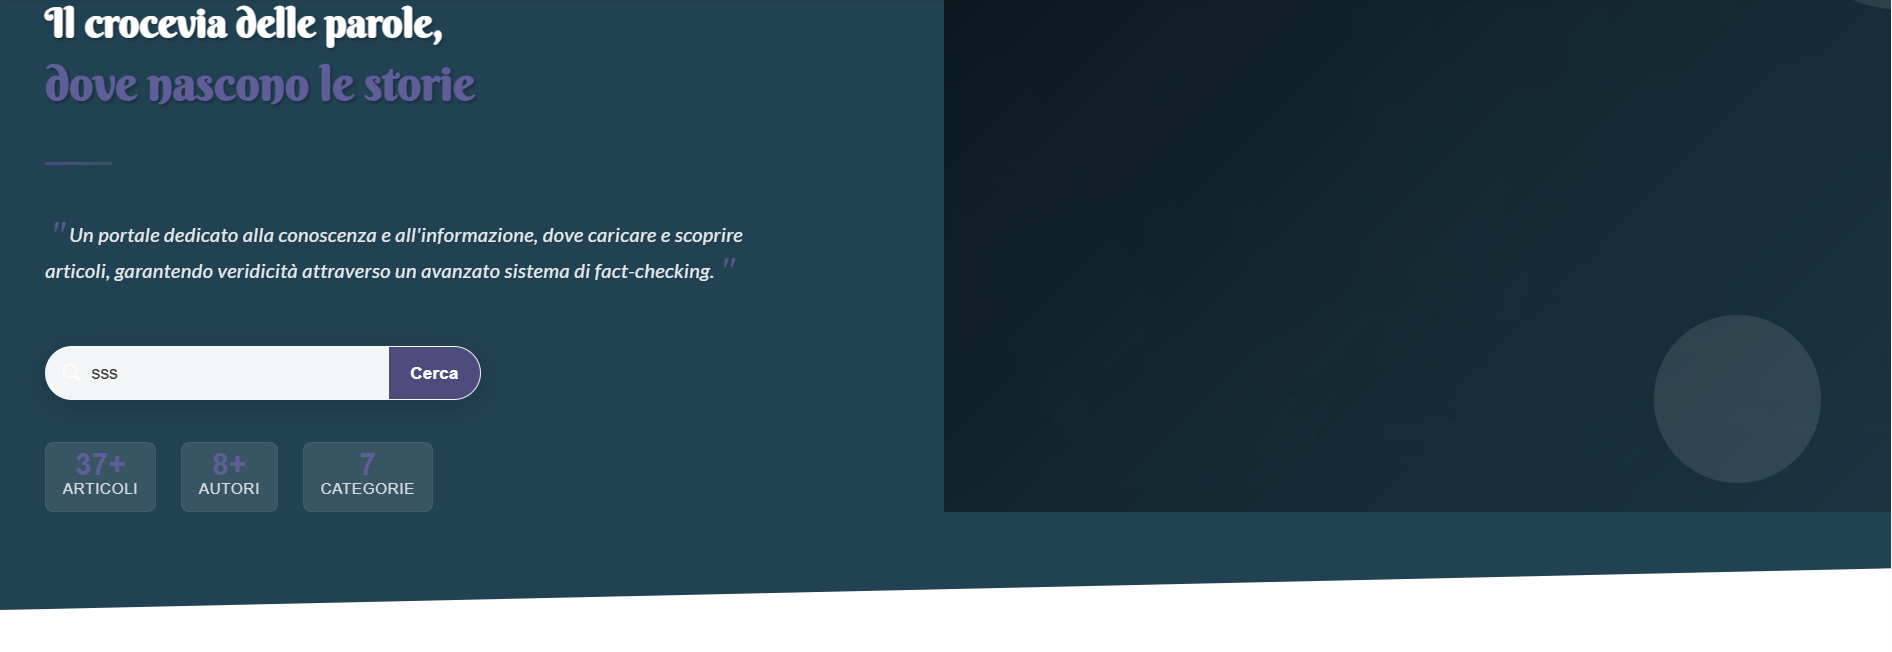 Il crocevia delle parole,
dove nascono le storie
"Un portale dedicato alla conoscenza e all'informazione, dove caricare e scoprire
articoli, garantendo veridicità attraverso un avanzato sistema di fact-checking."
sss Cerca
37+ 8+ 7
ARTICOLI AUTORI CATEGORIE